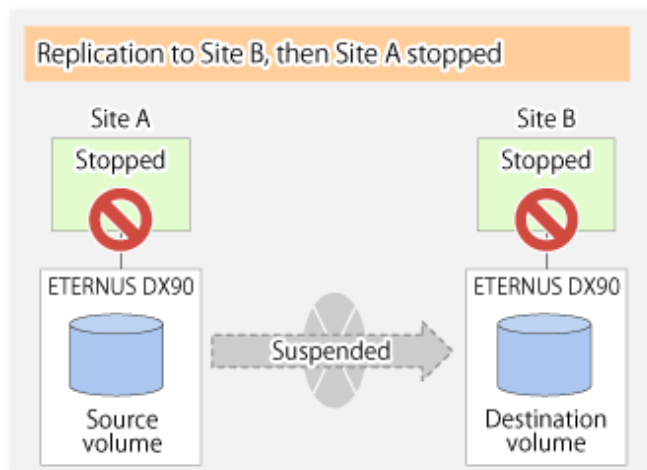 Replication to Site B, then Site A stopped
Site A
Site B
Stopped
Stopped
ETERNUS DX90
ETERNUS DX90
Suspended
Source
volume
Destination
volume